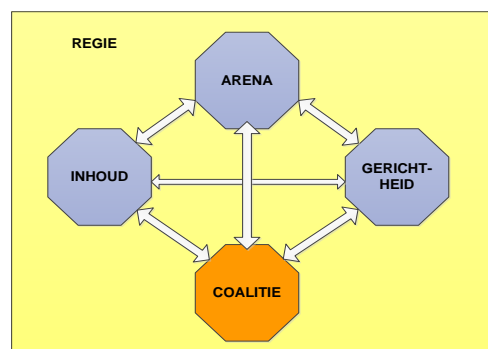 REGIE
ARENA
INHOUD
GERICHT-
HEID
COALITIE